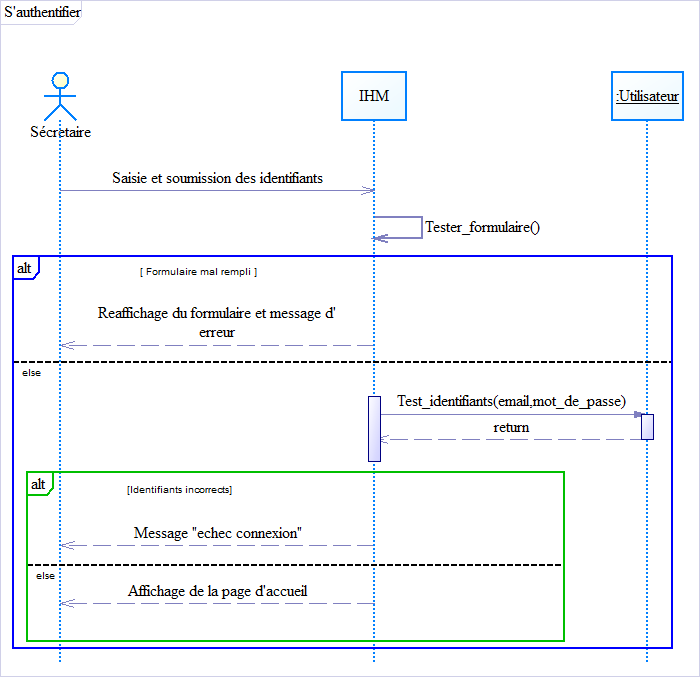 S'authentifier
IHM
:Utilisateur
Sécretaire
Saisie et soumission des identifiants
Tester_formulaire()
alt
[ Formulaire mal rempli ]
Reaffichage du formulaire et message d'
erreur
else
Test_identifiants(email,mot_de_passe)
return
alt
[Identifiants incorrects]
Message "echec connexion"
else
Affichage de la page d'accueil